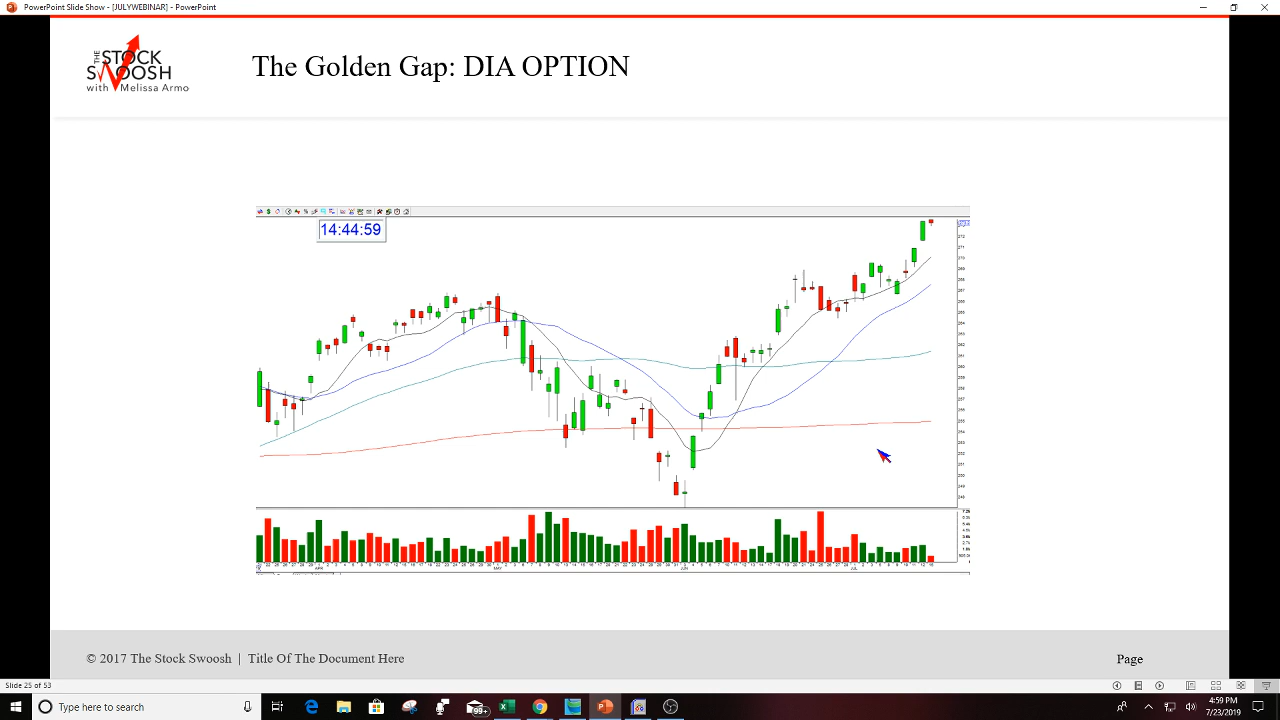 PowerPoint Slide Show - [JULYWEBINAR] - PowerPoint
THE
STOCK
SWOOSH
with Melissa Armo
The Golden Gap: DIA OPTION
14:44:59
© 2017 The Stock Swoosh | Title Of The Document Here
Page
Slide 25 of 53
Type here to search
99+
4:59 PM
7/23/2019